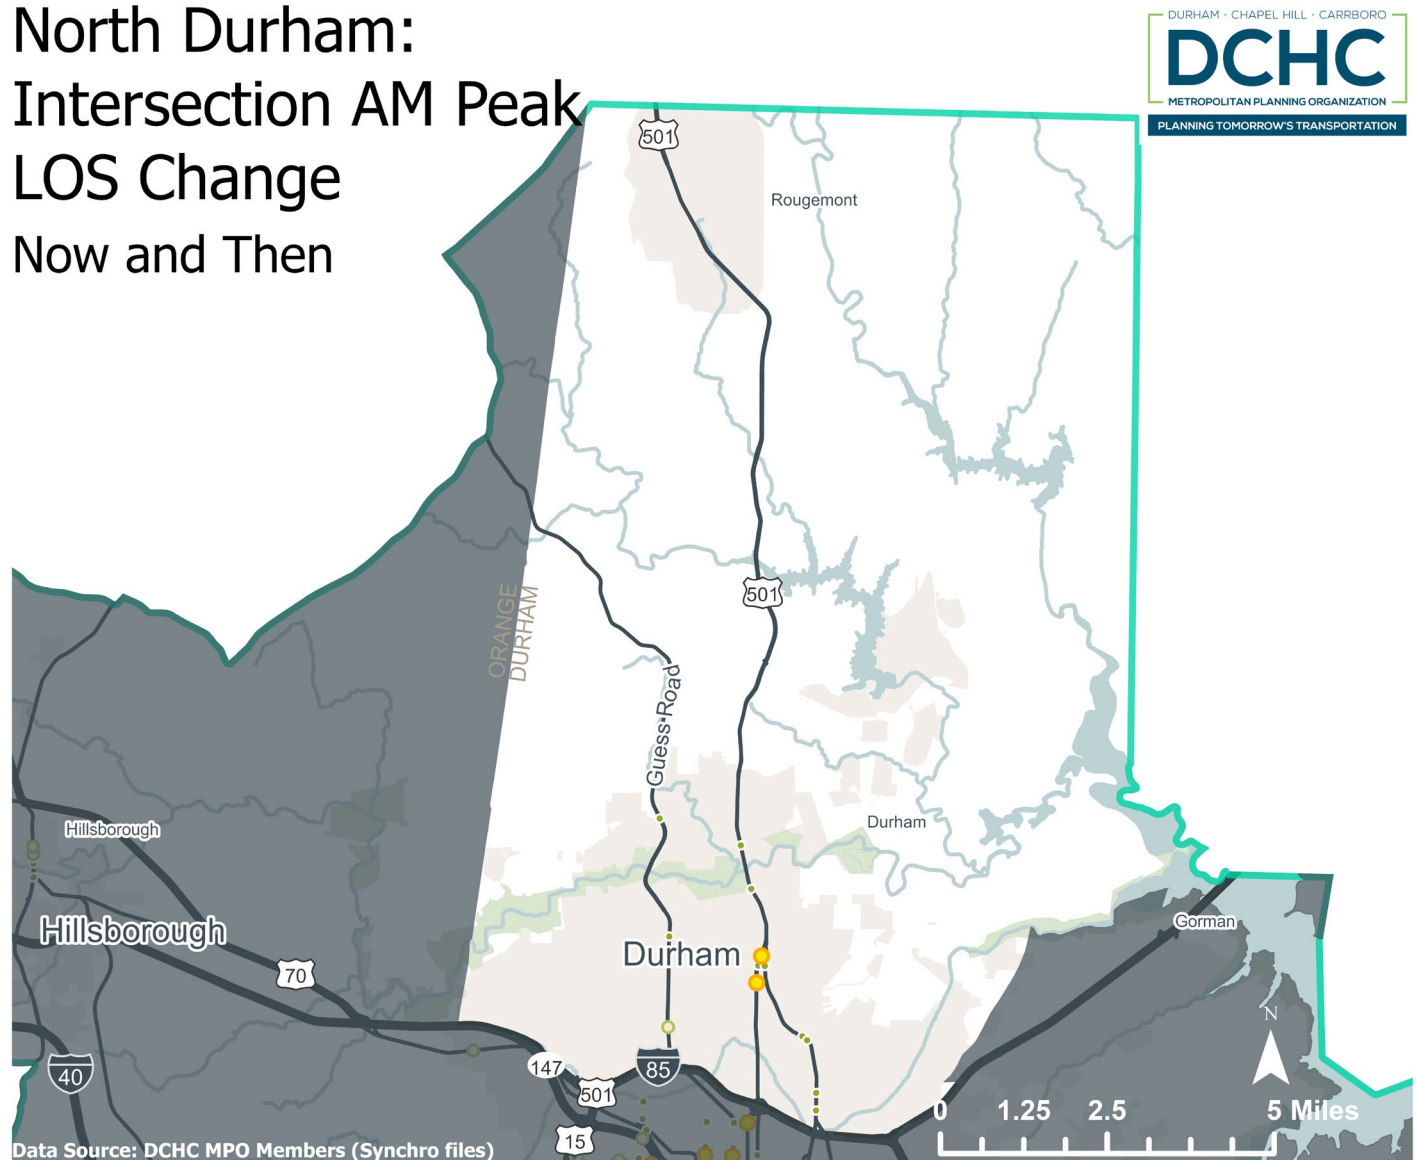 North Durham:
Intersection AM Peak
LOS Change
Now and Then
DURHAM · CHAPEL HILL · CARRBORO
DCHC
METROPOLITAN PLANNING ORGANIZATION
PLANNING TOMORROW'S TRANSPORTATION
501
Rougemont
501
ORANGE
DURHAM
Guess Road
Hillsborough
Durham
Hillsborough
Gorman
Durham
70
N
147
85
40
501
15
0 1.25 2.5 5 Miles
Data Source: DCHC MPO Members (Synchro files)